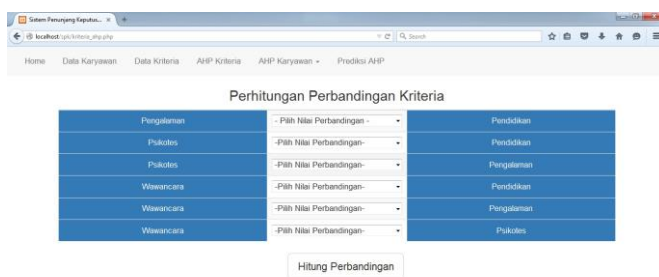 Sistem Penunjang Keputus... ×
localhost/spk/kriteria_ahp.php
Search
Home Data Karyawan Data Kriteria AHP Kriteria AHP Karyawan Prediksi AHP
Perhitungan Perbandingan Kriteria
Pengalaman - Pilih Nilai Perbandingan - Pendidikan
Psikotes -Pilih Nilai Perbandingan- Pendidikan
Psikotes -Pilih Nilai Perbandingan- Pengalaman
Wawancara -Pilih Nilai Perbandingan- Pendidikan
Wawancara -Pilih Nilai Perbandingan- Pengalaman
Wawancara -Pilih Nilai Perbandingan- Psikotes
Hitung Perbandingan